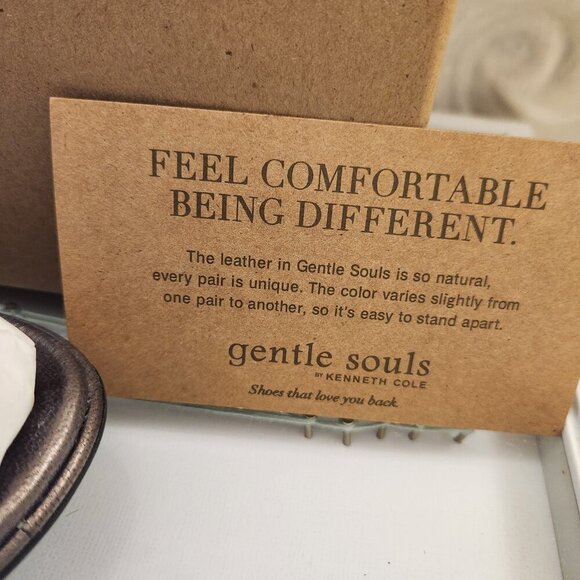 FEEL COMFORTABLE
BEING DIFFERENT.
The leather in Gentle Souls is so natural,
every pair is unique. The color varies slightly from
one pair to another, so it's easy to stand apart.
gentle souls
BY KENNETH COLE
Shoes that love you back.